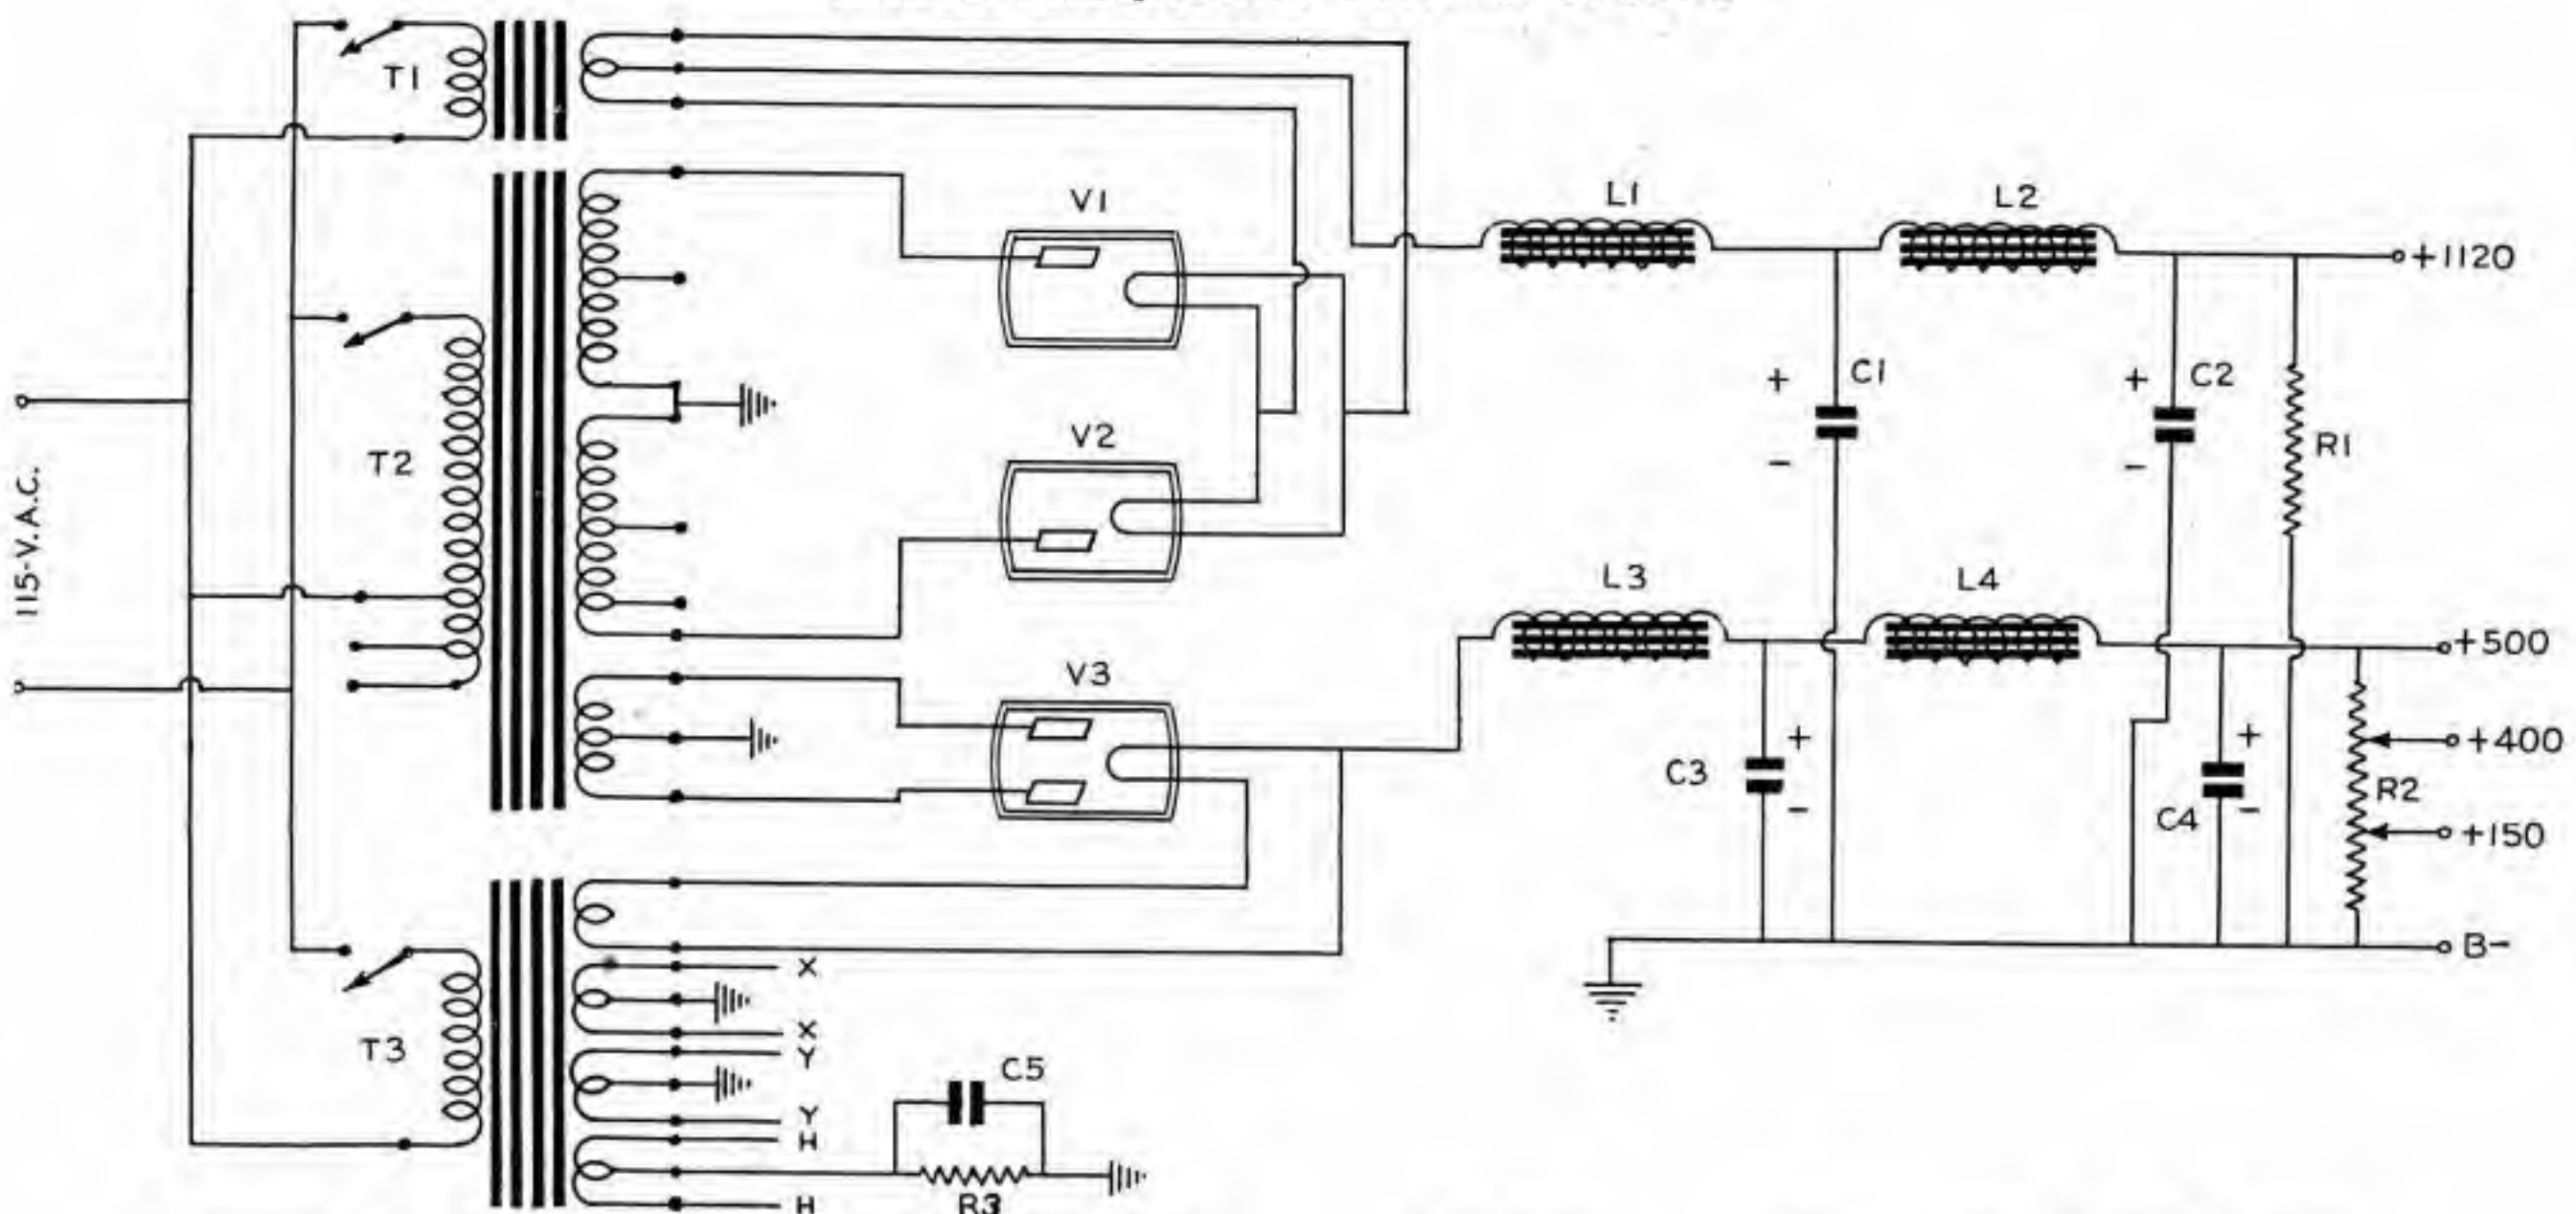 T1
V1
L1
L2
+1120
C1
C2
+
+
V2
R1
T2
-
-
115-V.A.C.
L3
L4
+500
V3
+
+
+400
C3
R2
C4
-
-
+150
B-
X
X
T3
Y
C5
Y
H
R3
H